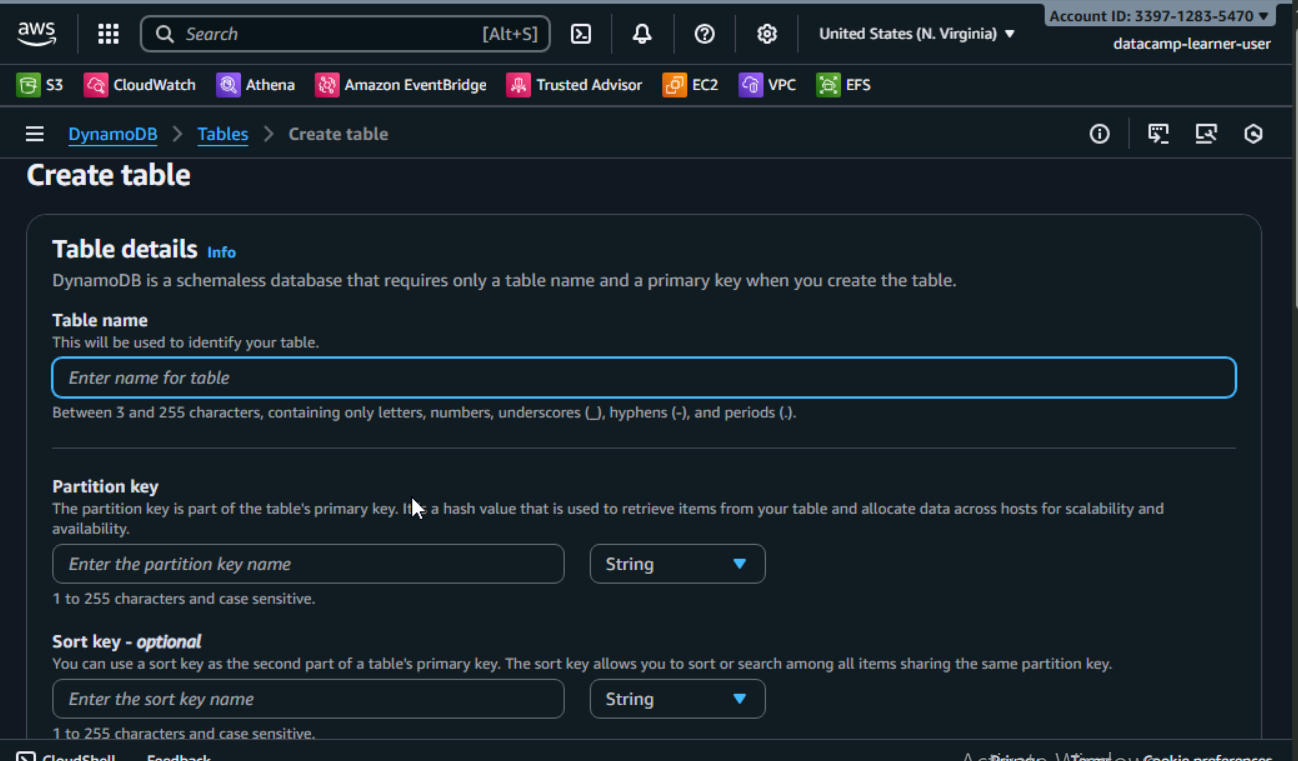 Account ID: 3397-1283-5470
aws Search [Alt+S] United States (N. Virginia) datacamp-learner-user
S3 CloudWatch Athena Amazon EventBridge Trusted Advisor EC2 VPC EFS
DynamoDB Tables Create table
Create table
Table details Info
DynamoDB is a schemaless database that requires only a table name and a primary key when you create the table.
Table name
This will be used to identify your table.
Enter name for table
Between 3 and 255 characters, containing only letters, numbers, underscores (_), hyphens (-), and periods (.).
Partition key
The partition key is part of the table's primary key. It is a hash value that is used to retrieve items from your table and allocate data across hosts for scalability and
availability.
Enter the partition key name String
1 to 255 characters and case sensitive.
Sort key - optional
You can use a sort key as the second part of a table's primary key. The sort key allows you to sort or search among all items sharing the same partition key.
Enter the sort key name String
1 to 255 characters and case sensitive.
CloudShell Feedback Privacy Terms Cookie preferences